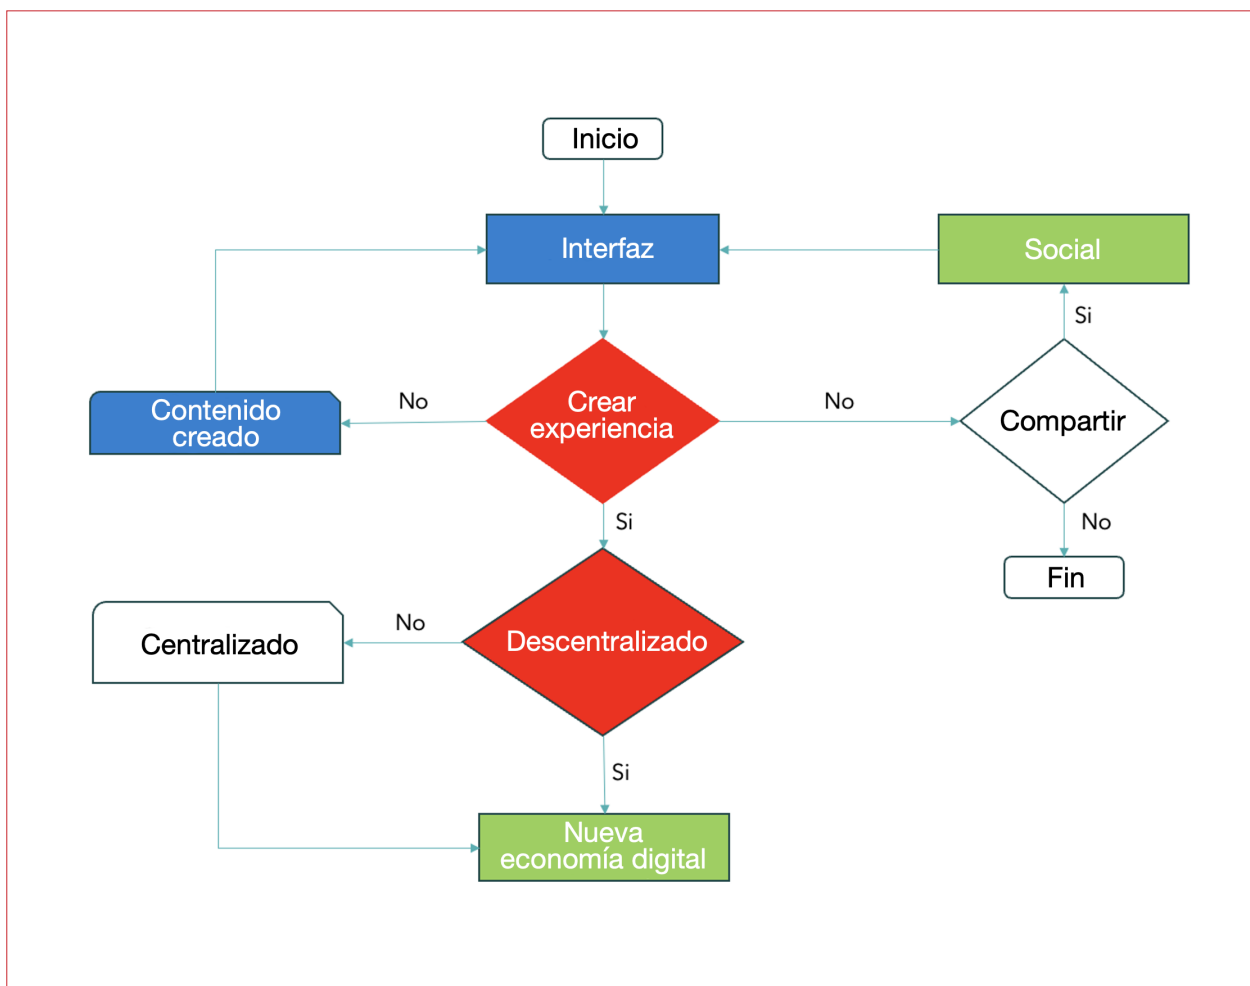 Inicio
Interfaz
Social
Si
Contenido
creado
No
Crear
experiencia
No
Compartir
Si
No
Fin
Centralizado
No
Descentralizado
Si
Nueva
economía digital